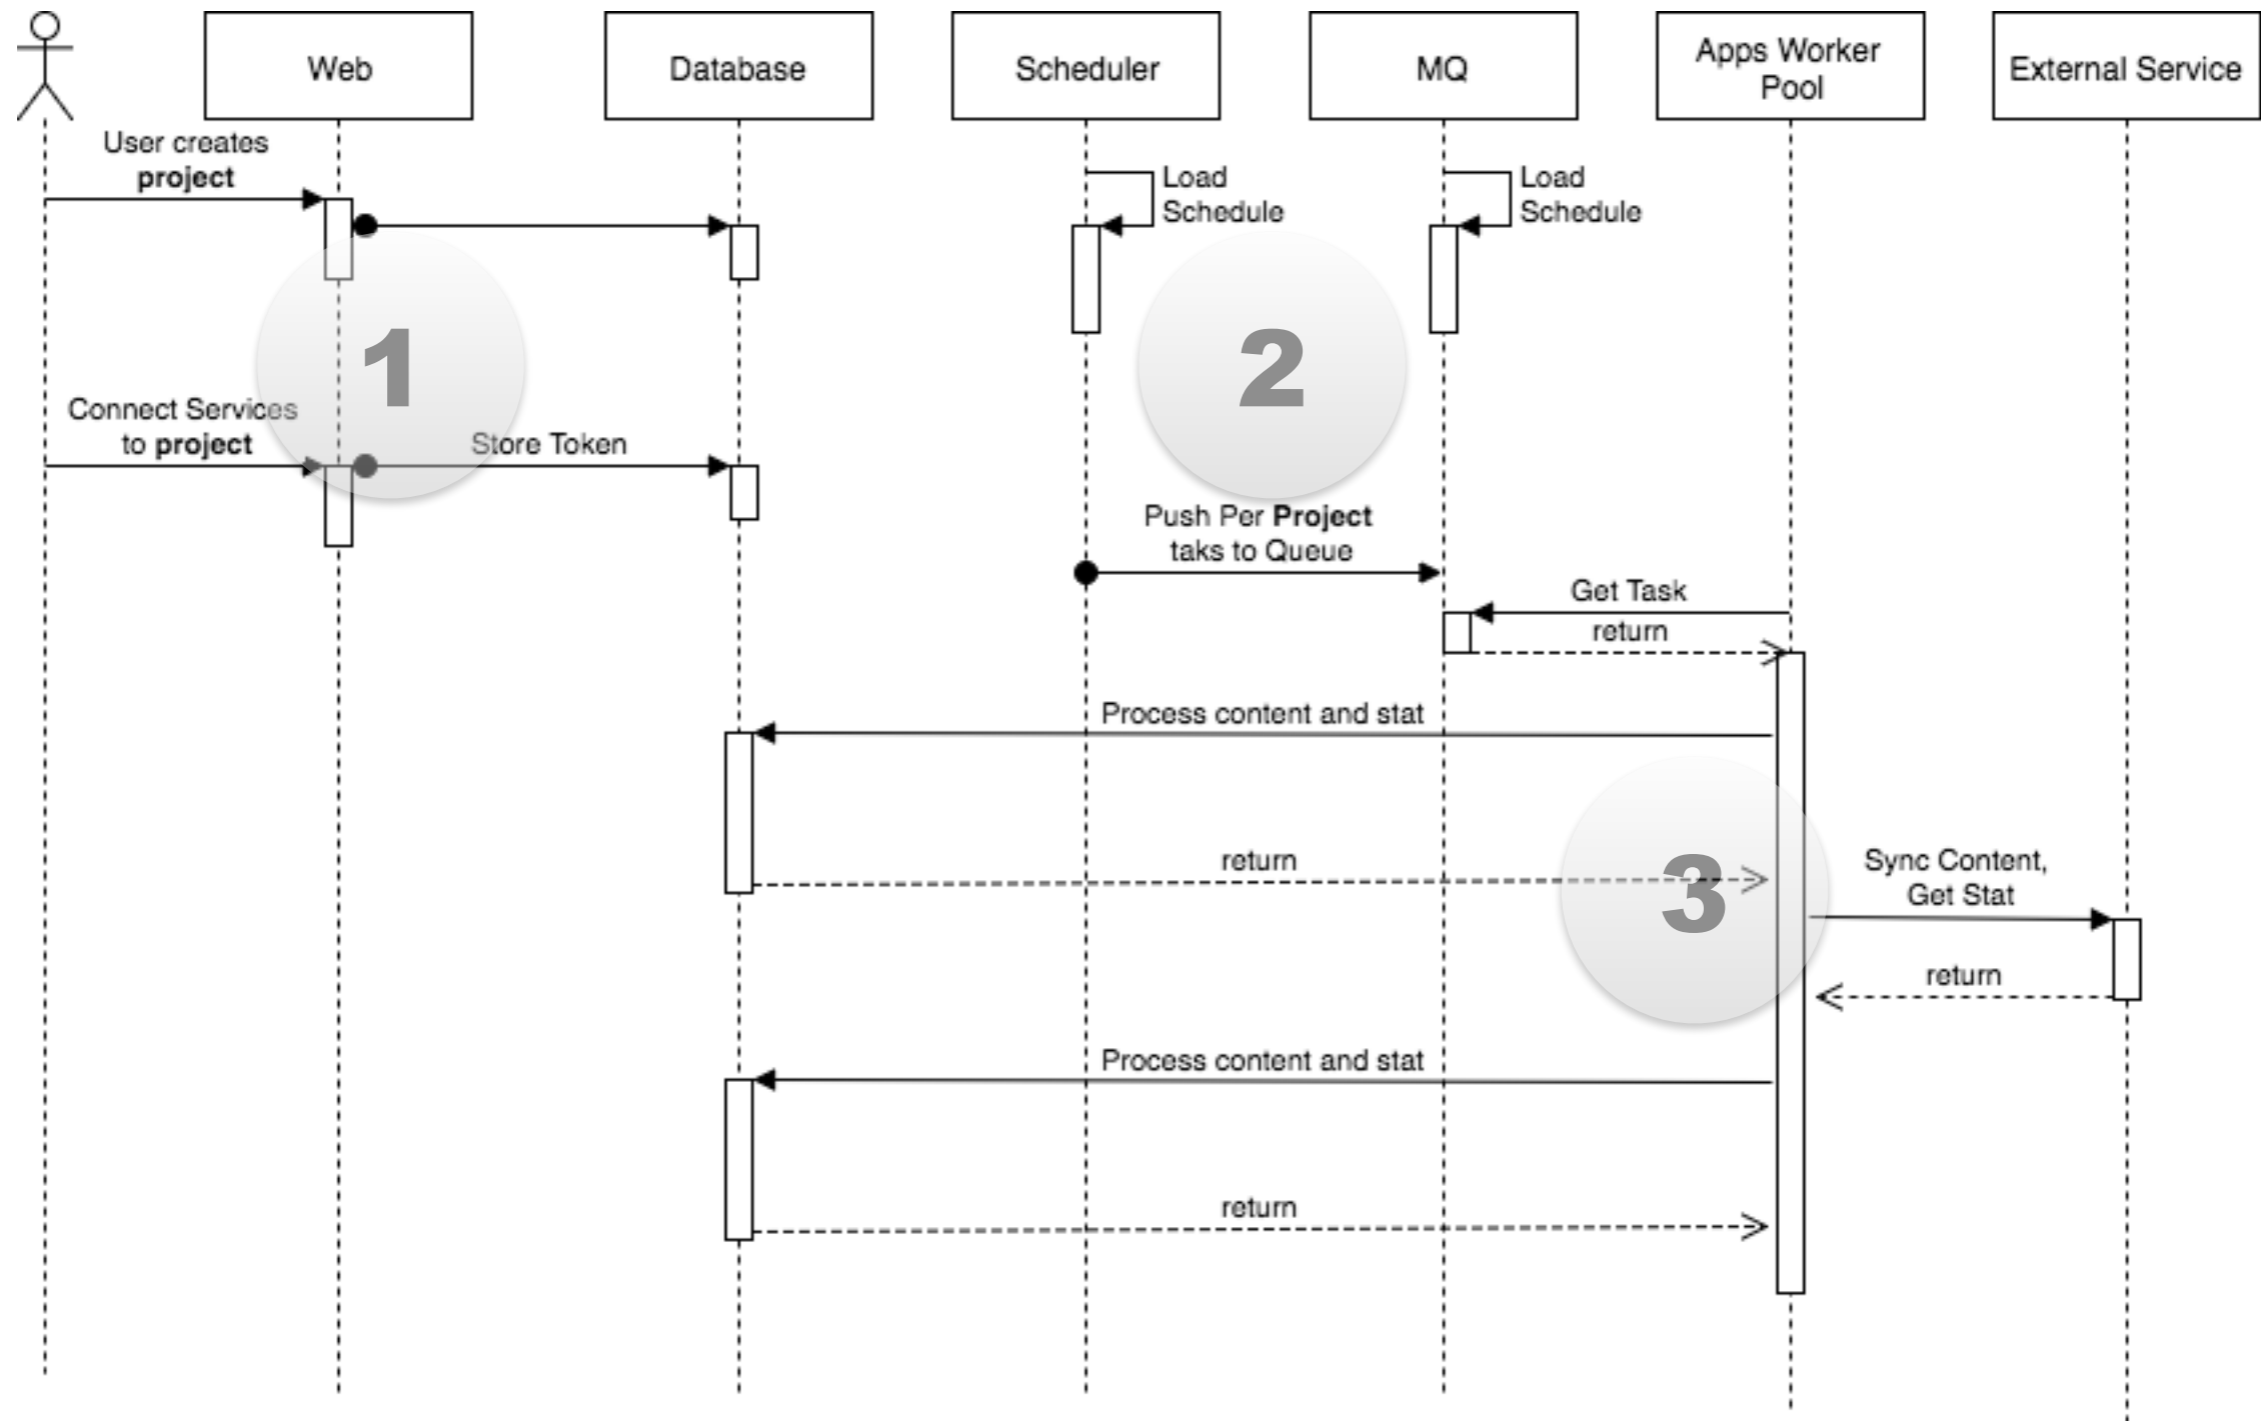 Web
Database
Scheduler
MQ
Apps Worker
Pool
External Service
User creates
project
Load
Schedule
Load
Schedule
1
2
Connect Services
to project
Store Token
Push Per Project
taks to Queue
Get Task
return
Process content and stat
return
3
Sync Content,
Get Stat
return
Process content and stat
return